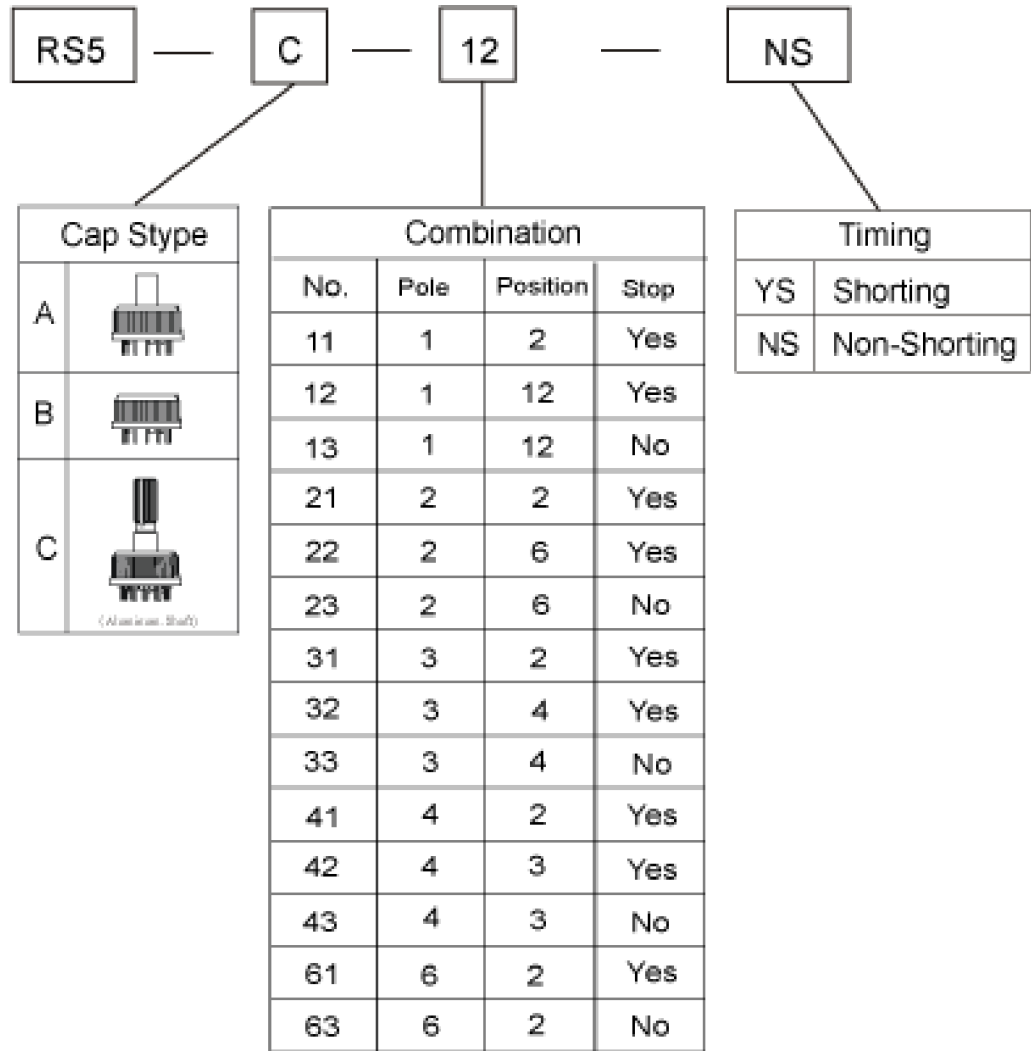 RS5 — C — 12 — NS
Cap Stype
A
B
C
(Aluminum Shaft)
Combination
No. Pole Position Stop
11 1 2 Yes
12 1 12 Yes
13 1 12 No
21 2 2 Yes
22 2 6 Yes
23 2 6 No
31 3 2 Yes
32 3 4 Yes
33 3 4 No
41 4 2 Yes
42 4 3 Yes
43 4 3 No
61 6 2 Yes
63 6 2 No
Timing
YS Shorting
NS Non-Shorting